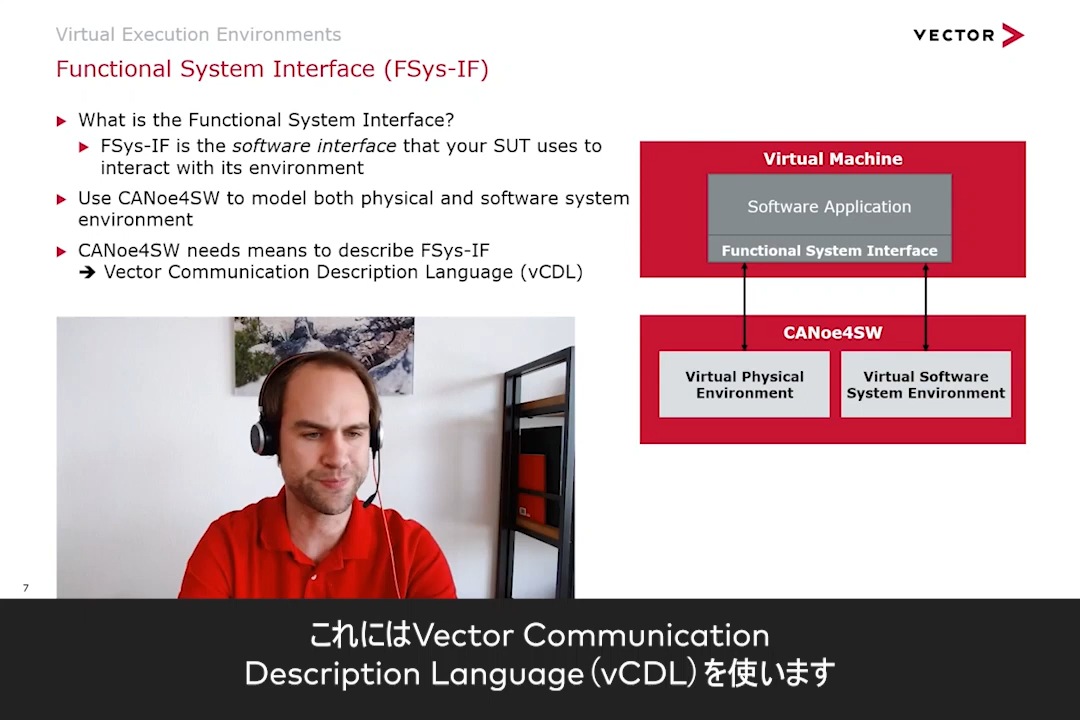 Virtual Execution Environments
VECTOR
Functional System Interface (FSys-IF)
What is the Functional System Interface?
FSys-IF is the software interface that your SUT uses to
interact with its environment
Use CANoe4SW to model both physical and software system
environment
CANoe4SW needs means to describe FSys-IF
➔ Vector Communication Description Language (vCDL)
Virtual Machine
Software Application
Functional System Interface
CANoe4SW
Virtual Physical
Environment
Virtual Software
System Environment
7
これにはVector Communication
Description Language（vCDL）を使います